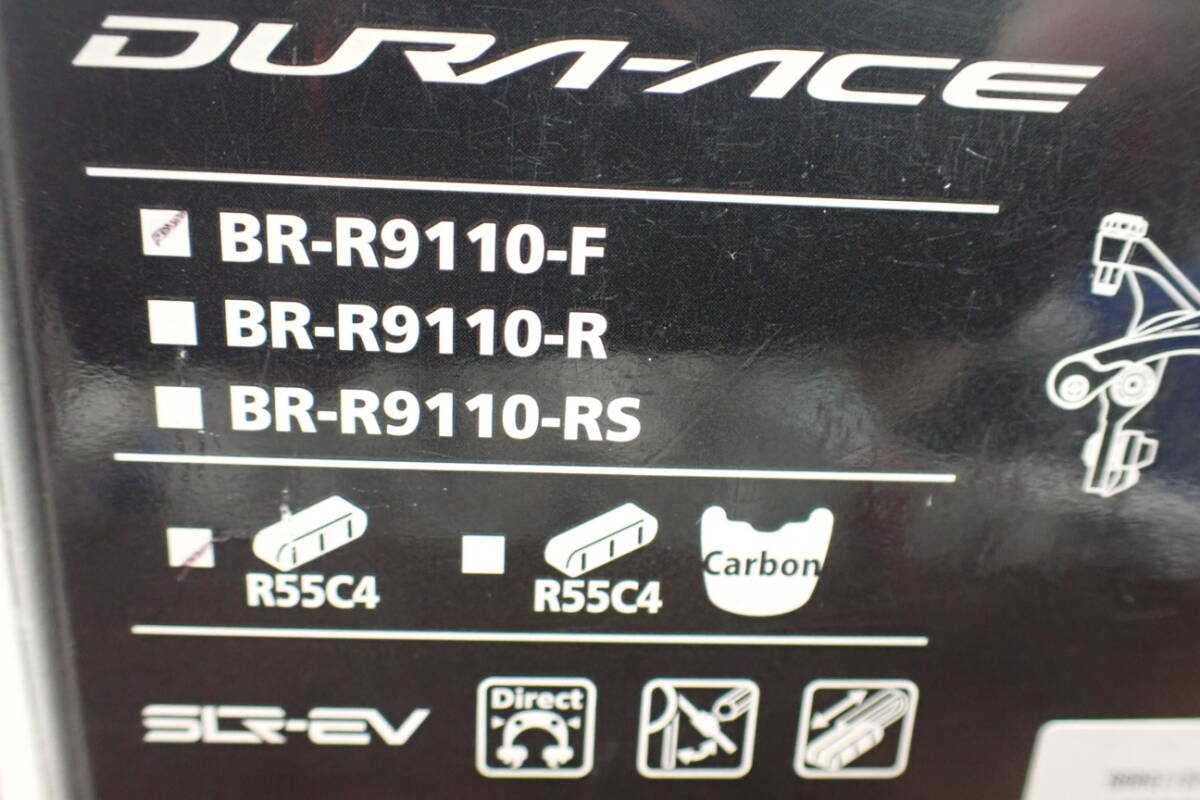 DURA-ACE
BR-R9110-F
BR-R9110-R
BR-R9110-RS
R55C4 R55C4 Carbon
SLR-EV Direct